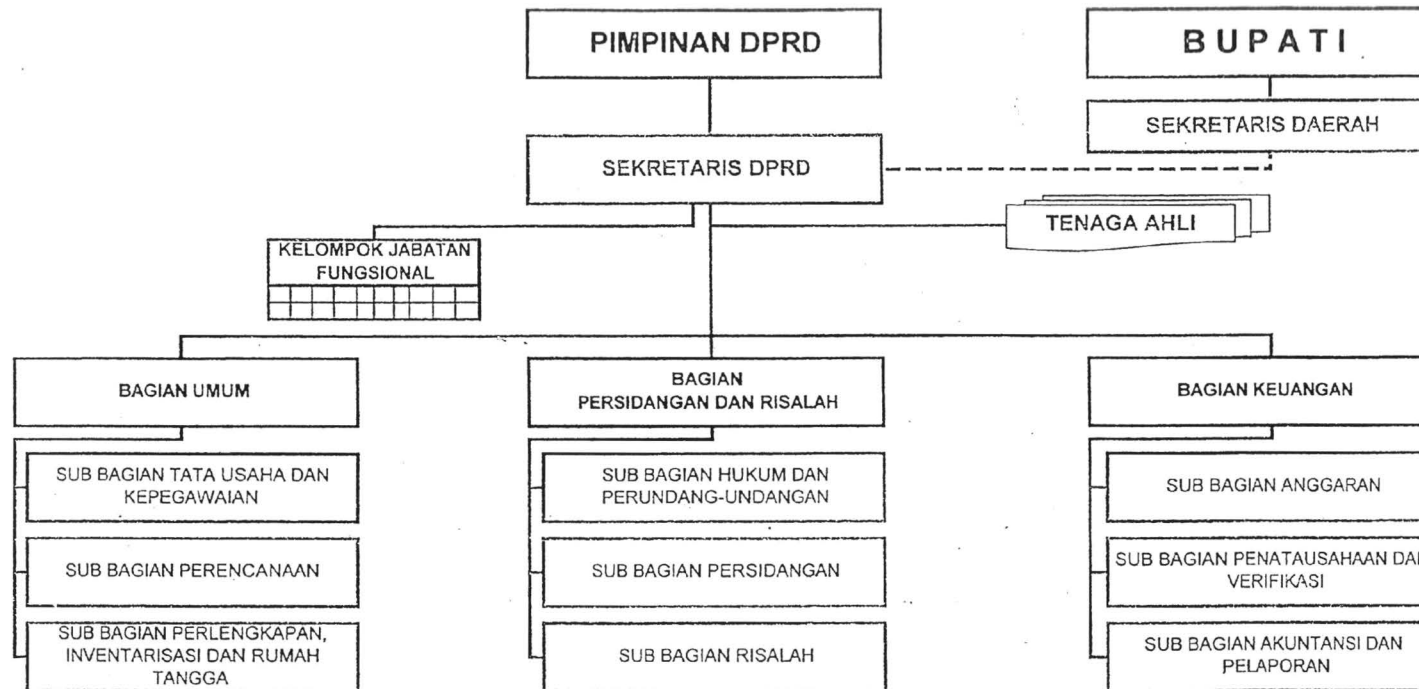 PIMPINAN DPRD
BUPATI
SEKRETARIS DAERAH
SEKRETARIS DPRD
TENAGA AHLI
KELOMPOK JABATAN
FUNGSIONAL
BAGIAN UMUM
BAGIAN
PERSIDANGAN DAN RISALAH
BAGIAN KEUANGAN
SUB BAGIAN TATA USAHA DAN
KEPEGAWAIAN
SUB BAGIAN HUKUM DAN
PERUNDANG-UNDANGAN
SUB BAGIAN ANGGARAN
SUB BAGIAN PERENCANAAN
SUB BAGIAN PERSIDANGAN
SUB BAGIAN PENATAUSAHAAN DAN
VERIFIKASI
SUB BAGIAN PERLENGKAPAN,
INVENTARISASI DAN RUMAH
TANGGA
SUB BAGIAN RISALAH
SUB BAGIAN AKUNTANSI DAN
PELAPORAN